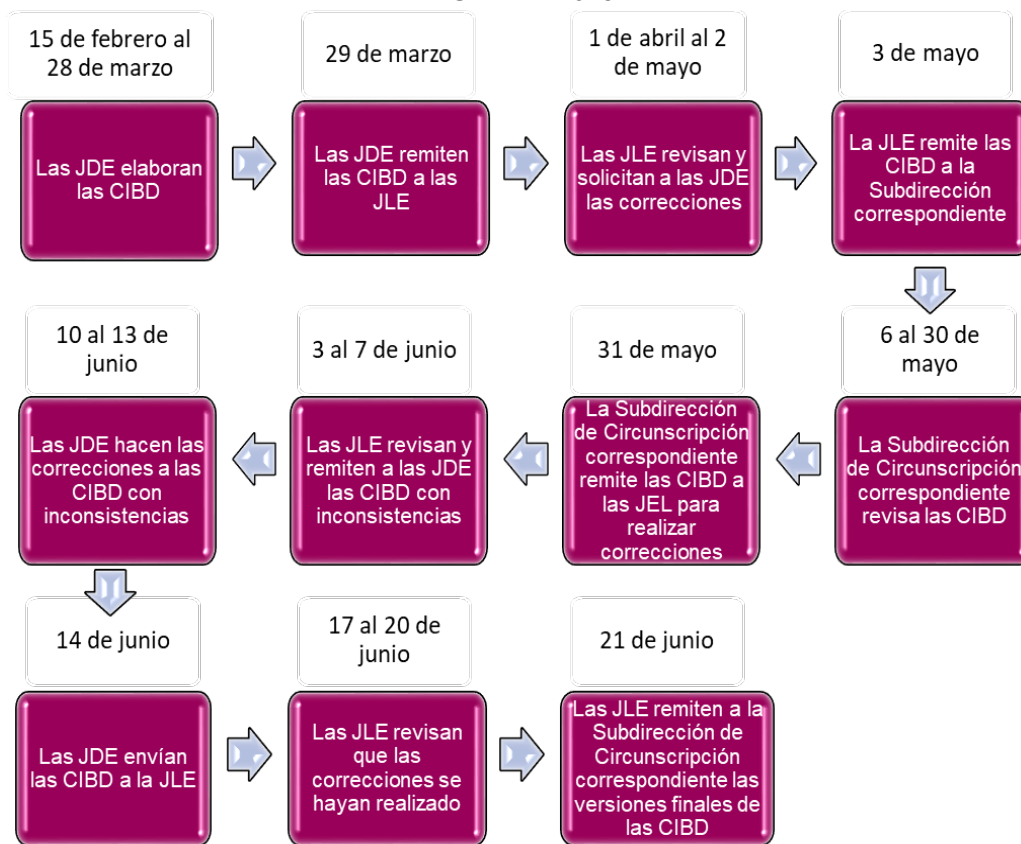 15 de febrero al
28 de marzo
Las JDE elaboran
las CIBD
29 de marzo
Las JDE remiten
las CIBD a las
JLE
1 de abril al 2
de mayo
Las JLE revisan y
solicitan a las JDE
las correcciones
3 de mayo
La JLE remite las
CIBD a la
Subdirección
correspondiente
6 al 30 de
mayo
La Subdirección
de Circunscripción
correspondiente
revisa las CIBD
31 de mayo
La Subdirección
de Circunscripción
correspondiente
remite las CIBD a
las JEL para
realizar
correcciones
3 al 7 de junio
Las JLE revisan y
remiten a las JDE
las CIBD con
inconsistencias
10 al 13 de
junio
Las JDE hacen las
correcciones a las
CIBD con
inconsistencias
14 de junio
Las JDE envían
las CIBD a la JLE
17 al 20 de
junio
Las JLE revisan
que las
correcciones se
hayan realizado
21 de junio
Las JLE remiten a la
Subdirección de
Circunscripción
correspondiente las
versiones finales de
las CIBD